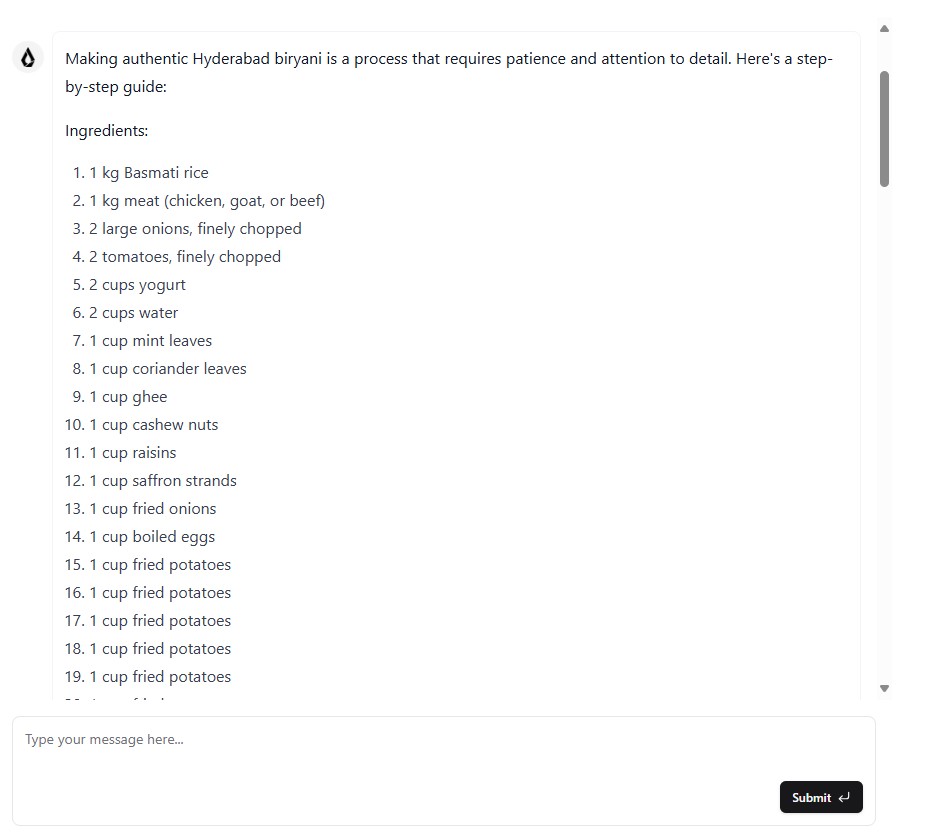 Making authentic Hyderabad biryani is a process that requires patience and attention to detail. Here's a step-
by-step guide:
Ingredients:
1. 1 kg Basmati rice
2. 1 kg meat (chicken, goat, or beef)
3. 2 large onions, finely chopped
4. 2 tomatoes, finely chopped
5. 2 cups yogurt
6. 2 cups water
7. 1 cup mint leaves
8. 1 cup coriander leaves
9. 1 cup ghee
10. 1 cup cashew nuts
11. 1 cup raisins
12. 1 cup saffron strands
13. 1 cup fried onions
14. 1 cup boiled eggs
15. 1 cup fried potatoes
16. 1 cup fried potatoes
17. 1 cup fried potatoes
18. 1 cup fried potatoes
19. 1 cup fried potatoes
Type your message here...
Submit